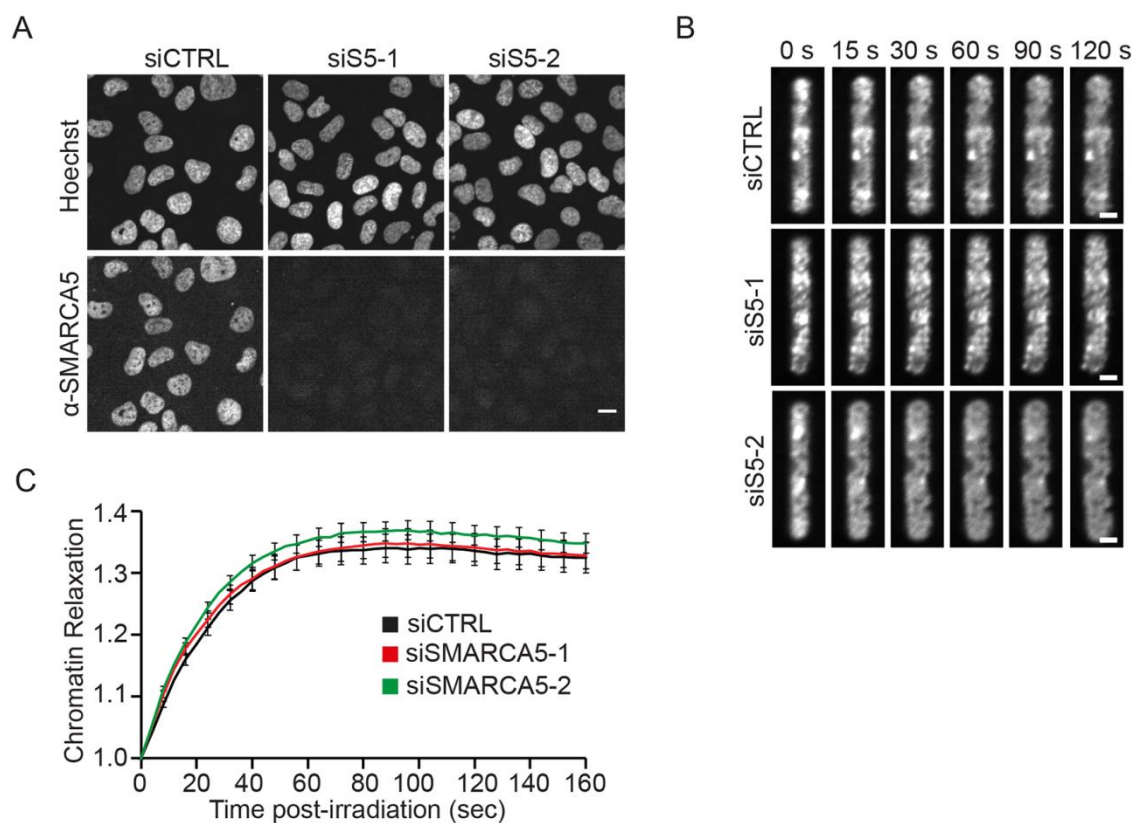 A
siCTRL siS5-1 siS5-2
Hoechst
α-SMARCA5
B
0 s 15 s 30 s 60 s 90 s 120 s
siCTRL
siS5-1
siS5-2
C
Chromatin Relaxation
1.4
1.3
1.2
1.1
1.0
siCTRL
siSMARCA5-1
siSMARCA5-2
0 20 40 60 80 100 120 140 160
Time post-irradiation (sec)